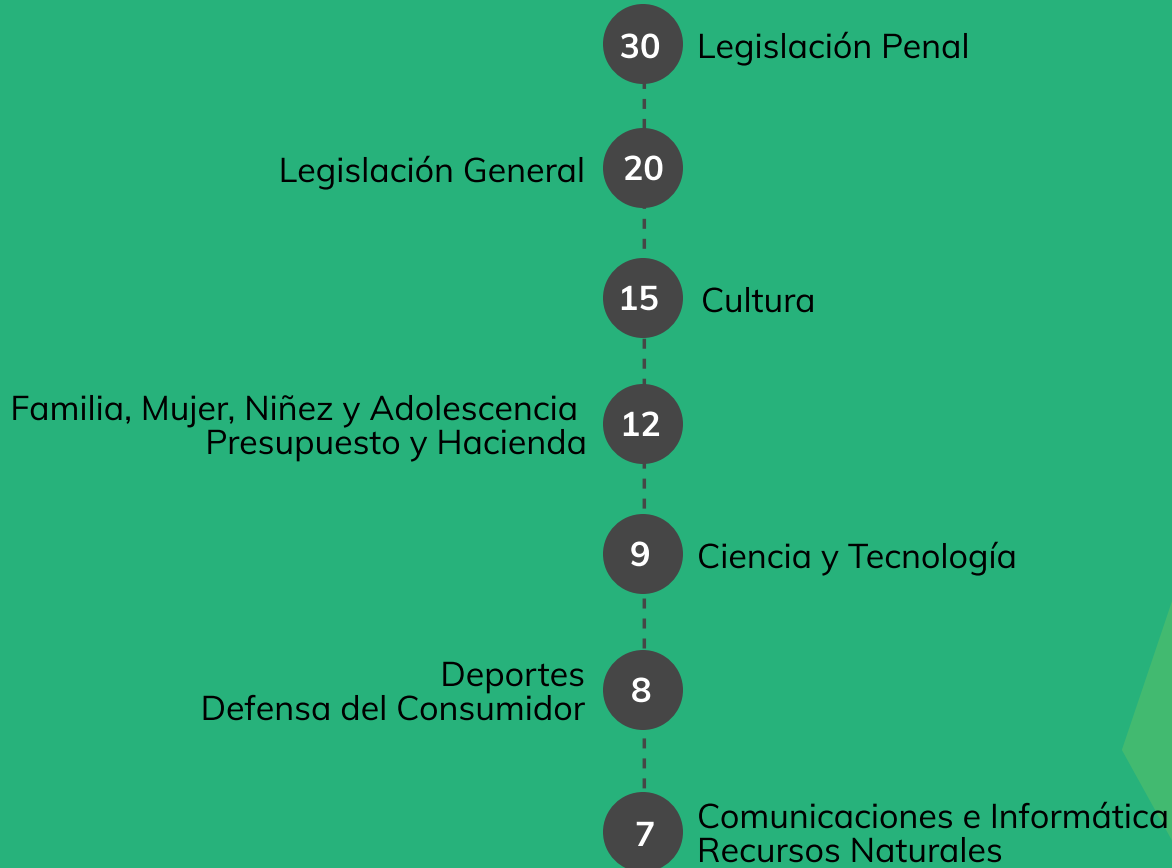 30 Legislación Penal
Legislación General 20
15 Cultura
Familia, Mujer, Niñez y Adolescencia
Presupuesto y Hacienda
12
9 Ciencia y Tecnología
Deportes
Defensa del Consumidor
8
7
Comunicaciones e Informática
Recursos Naturales